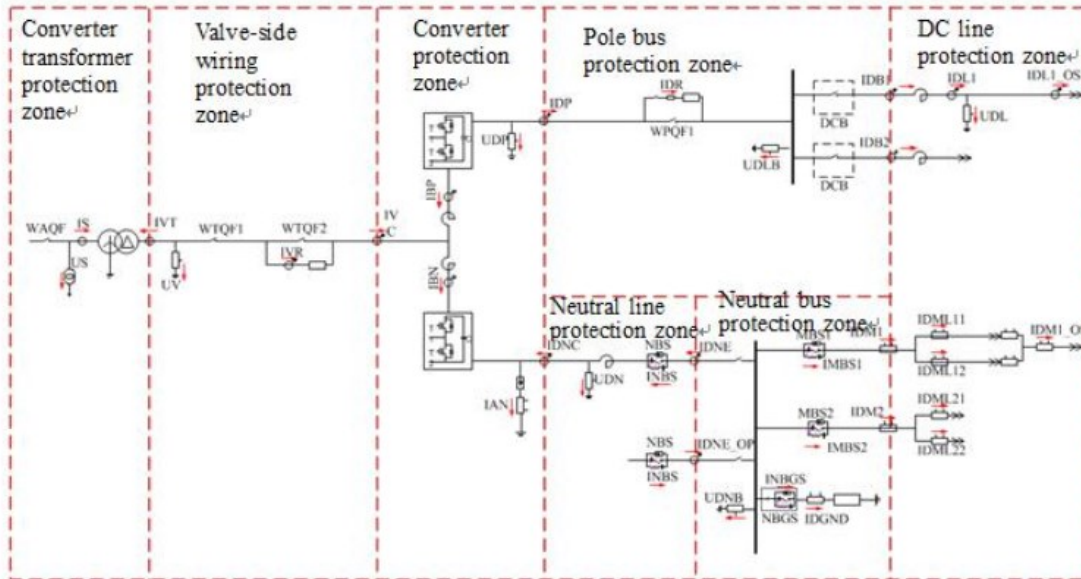 Converter
transformer
protection
zone↵
Valve-side
wiring
protection
zone↵
Converter
protection
zone↵
Pole bus
protection zone↵
DC line
protection zone↵
IDR
IDP
WPQF1
UDP
UDLB
DCB
DCB
IDB1
IDB2
IDL1
IDL1_OS
UDL
IBP
IV
C
WAQF
IS
IVT
WTQF1
WTQF2
IVR
US
UV
IBN
Neutral line
protection zone↵
Neutral bus
protection zone↵
IDNC
NBS
IDNE
INBS
UDN
IAN
MBS1
IDM1
IMBS1
IDML11
IDML12
IDM1_OS
MBS2
IDM2
IMBS2
IDML21
IDML22
NBS
IDNE_OP
INBS
UDNB
INBGS
NBGS
IDGND